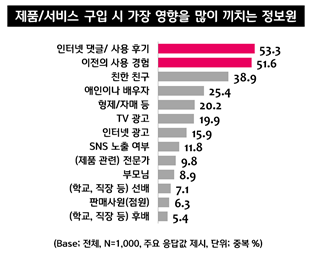 제품/서비스 구입 시 가장 영향을 많이 끼치는 정보원
인터넷 댓글/ 사용 후기 53.3
이전의 사용 경험 51.6
친한 친구 38.9
애인이나 배우자 25.4
형제/자매 등 20.2
TV 광고 19.9
인터넷 광고 15.9
SNS 노출 여부 11.8
(제품 관련) 전문가 9.8
부모님 8.9
(학교, 직장 등) 선배 7.1
판매사원(점원) 6.3
(학교, 직장 등) 후배 5.4
(Base; 전체, N=1,000, 주요 응답값 제시, 단위; 중복 %)